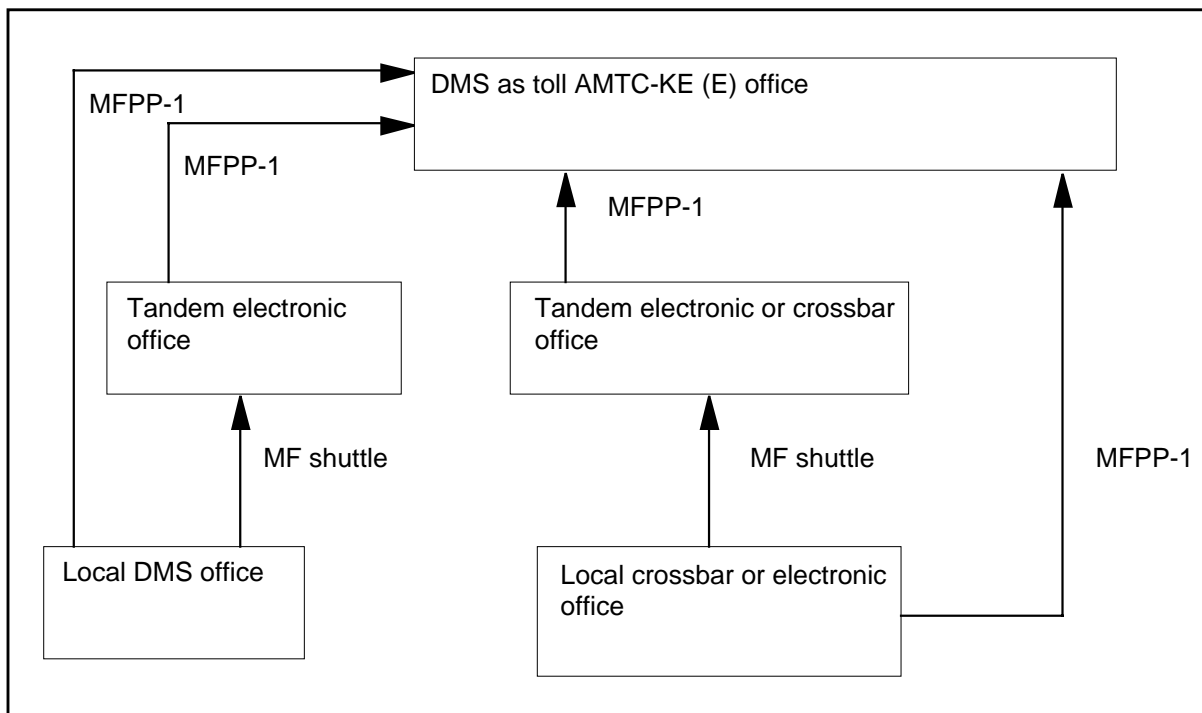 DMS as toll AMTC-KE (E) office
MFPP-1
MFPP-1
MFPP-1
Tandem electronic
office
Tandem electronic or crossbar
office
MF shuttle
MF shuttle
MFPP-1
Local DMS office
Local crossbar or electronic
office